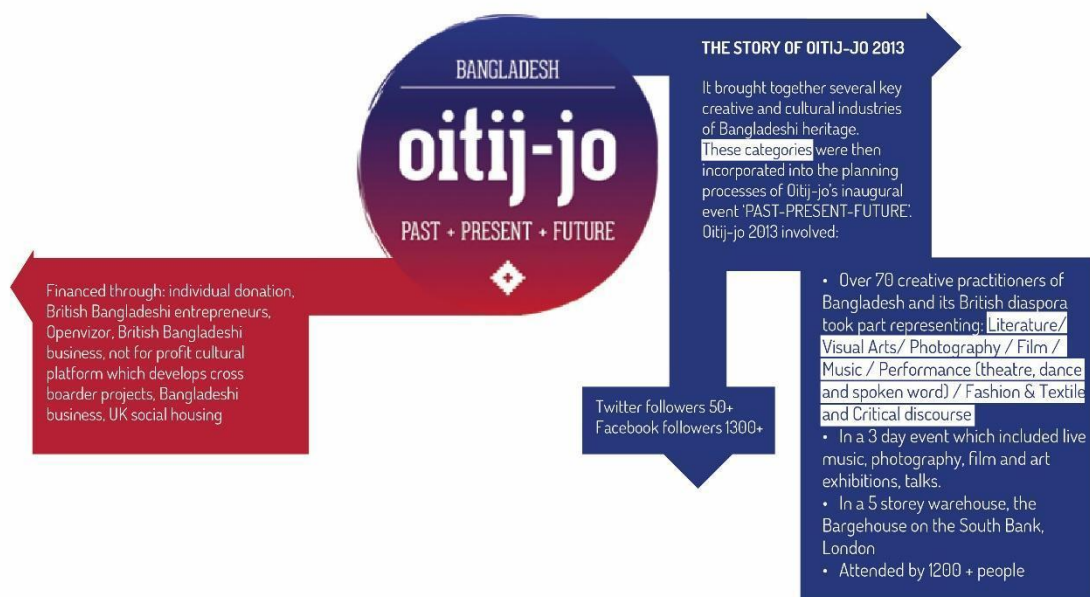 BANGLADESH
oitij-jo
PAST + PRESENT + FUTURE
THE STORY OF OITIJ-JO 2013
It brought together several key
creative and cultural industries
of Bangladeshi heritage.
These categories were then
incorporated into the planning
processes of Oitij-jo's inaugural
event 'PAST-PRESENT-FUTURE'.
Oitij-jo 2013 involved:
Financed through: individual donation,
British Bangladeshi entrepreneurs,
Openvizor, British Bangladeshi
business, not for profit cultural
platform which develops cross
boarder projects, Bangladeshi
business, UK social housing
Twitter followers 50+
Facebook followers 1300+
• Over 70 creative practitioners of
Bangladesh and its British diaspora
took part representing: Literature/
Visual Arts/ Photography / Film /
Music / Performance (theatre, dance
and spoken word) / Fashion & Textile
and Critical discourse
• In a 3 day event which included live
music, photography, film and art
exhibitions, talks.
• In a 5 storey warehouse, the
Bargehouse on the South Bank,
London
• Attended by 1200 + people